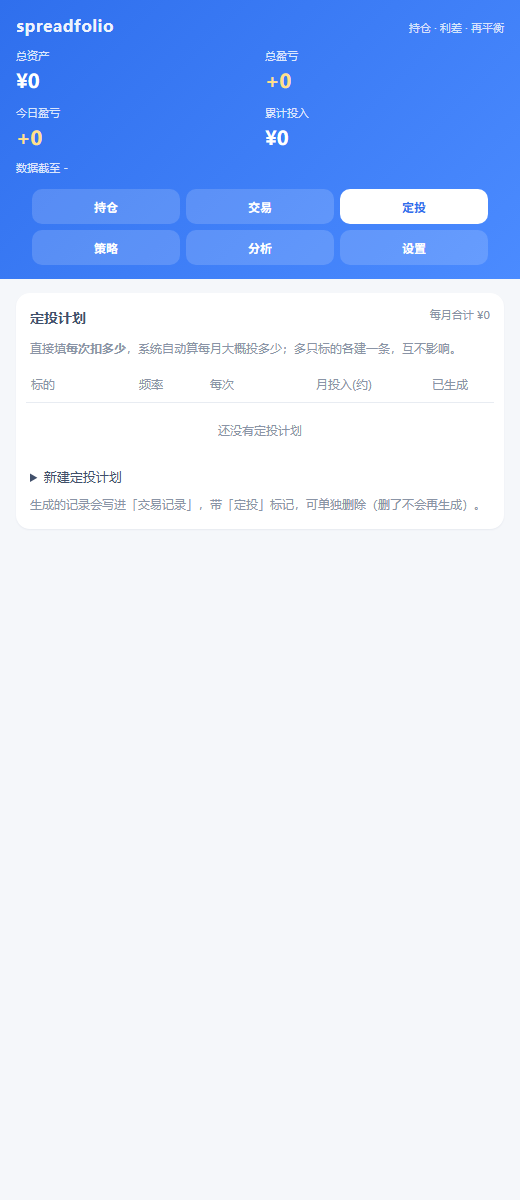 spreadfolio
持仓 · 利差 · 再平衡
总资产
¥0
总盈亏
+0
今日盈亏
+0
累计投入
¥0
数据截至 -
持仓
交易
定投
策略
分析
设置
定投计划
每月合计 ¥0
直接填每次扣多少，系统自动算每月大概投多少；多只标的各建一条，互不影响。
标的 频率 每次 月投入(约) 已生成
还没有定投计划
▶ 新建定投计划
生成的记录会写进「交易记录」，带「定投」标记，可单独删除（删了不会再生成）。